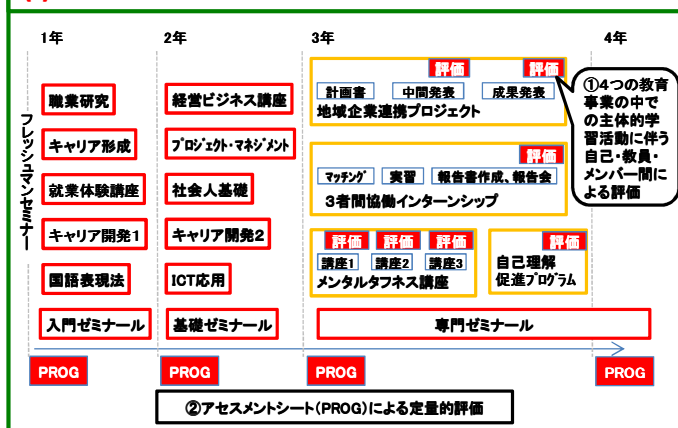 1年
2年
3年
4年
フレッシュマンセミナー
職業研究
キャリア形成
就業体験講座
キャリア開発1
国語表現法
入門ゼミナール
経営ビジネス講座
プロジェクト・マネジメント
社会人基礎
キャリア開発2
ICT応用
基礎ゼミナール
評価
評価
計画書
中間発表
成果発表
地域企業連携プロジェクト
評価
マッチング
実習
報告書作成、報告会
3者間協働インターンシップ
評価
評価
評価
講座1
講座2
講座3
メンタルタフネス講座
評価
自己理解
促進プログラム
専門ゼミナール
①4つの教育
事業の中で
の主体的学
習活動に伴う
自己・教員・
メンバー間に
よる評価
PROG
PROG
PROG
PROG
②アセスメントシート(PROG)による定量的評価